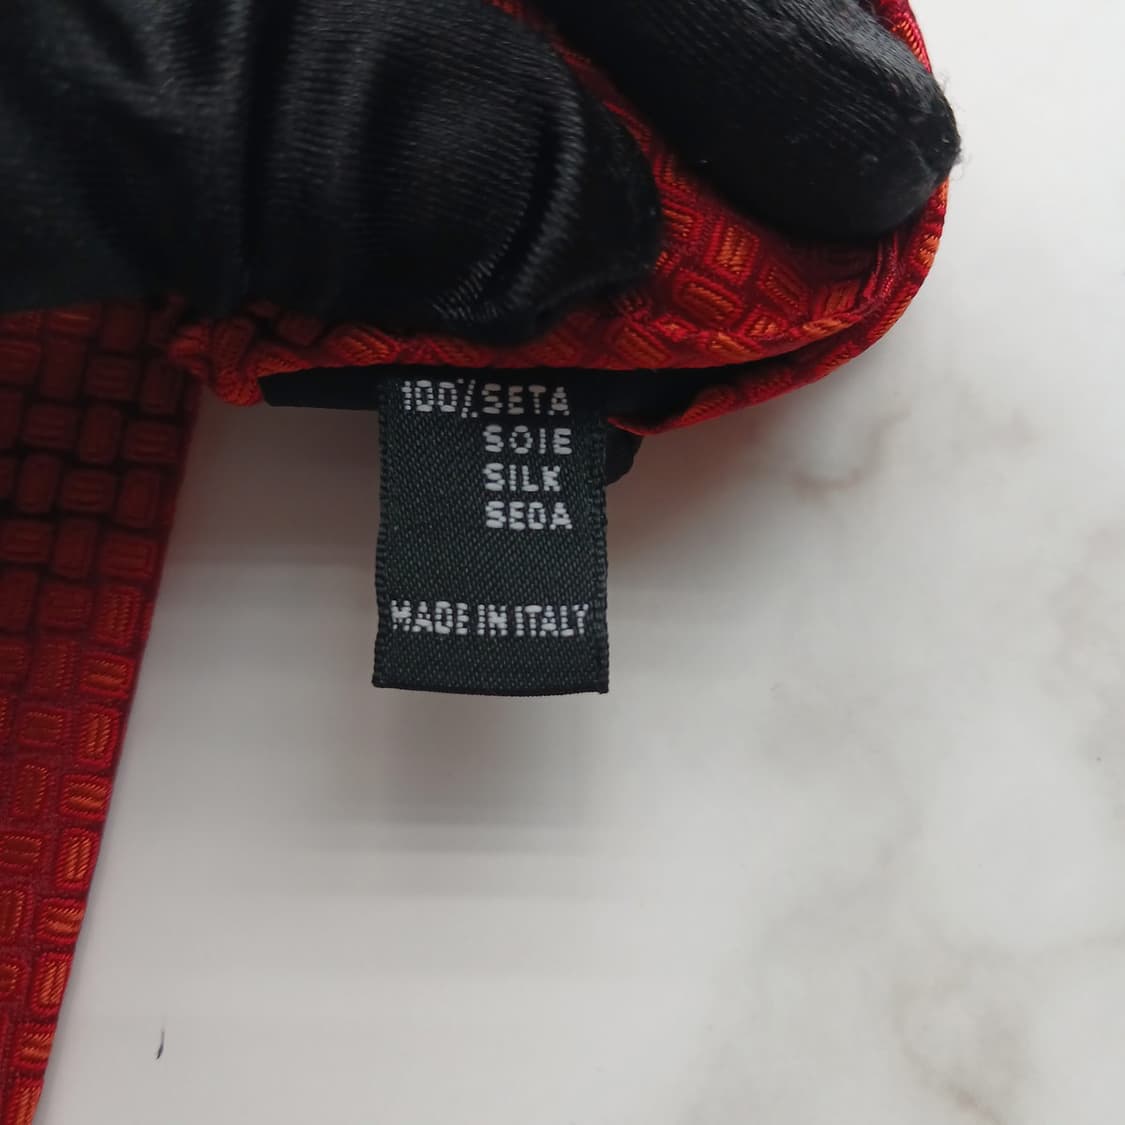 100% SETA
SOIE
SILK
SEDA
MADE IN ITALY